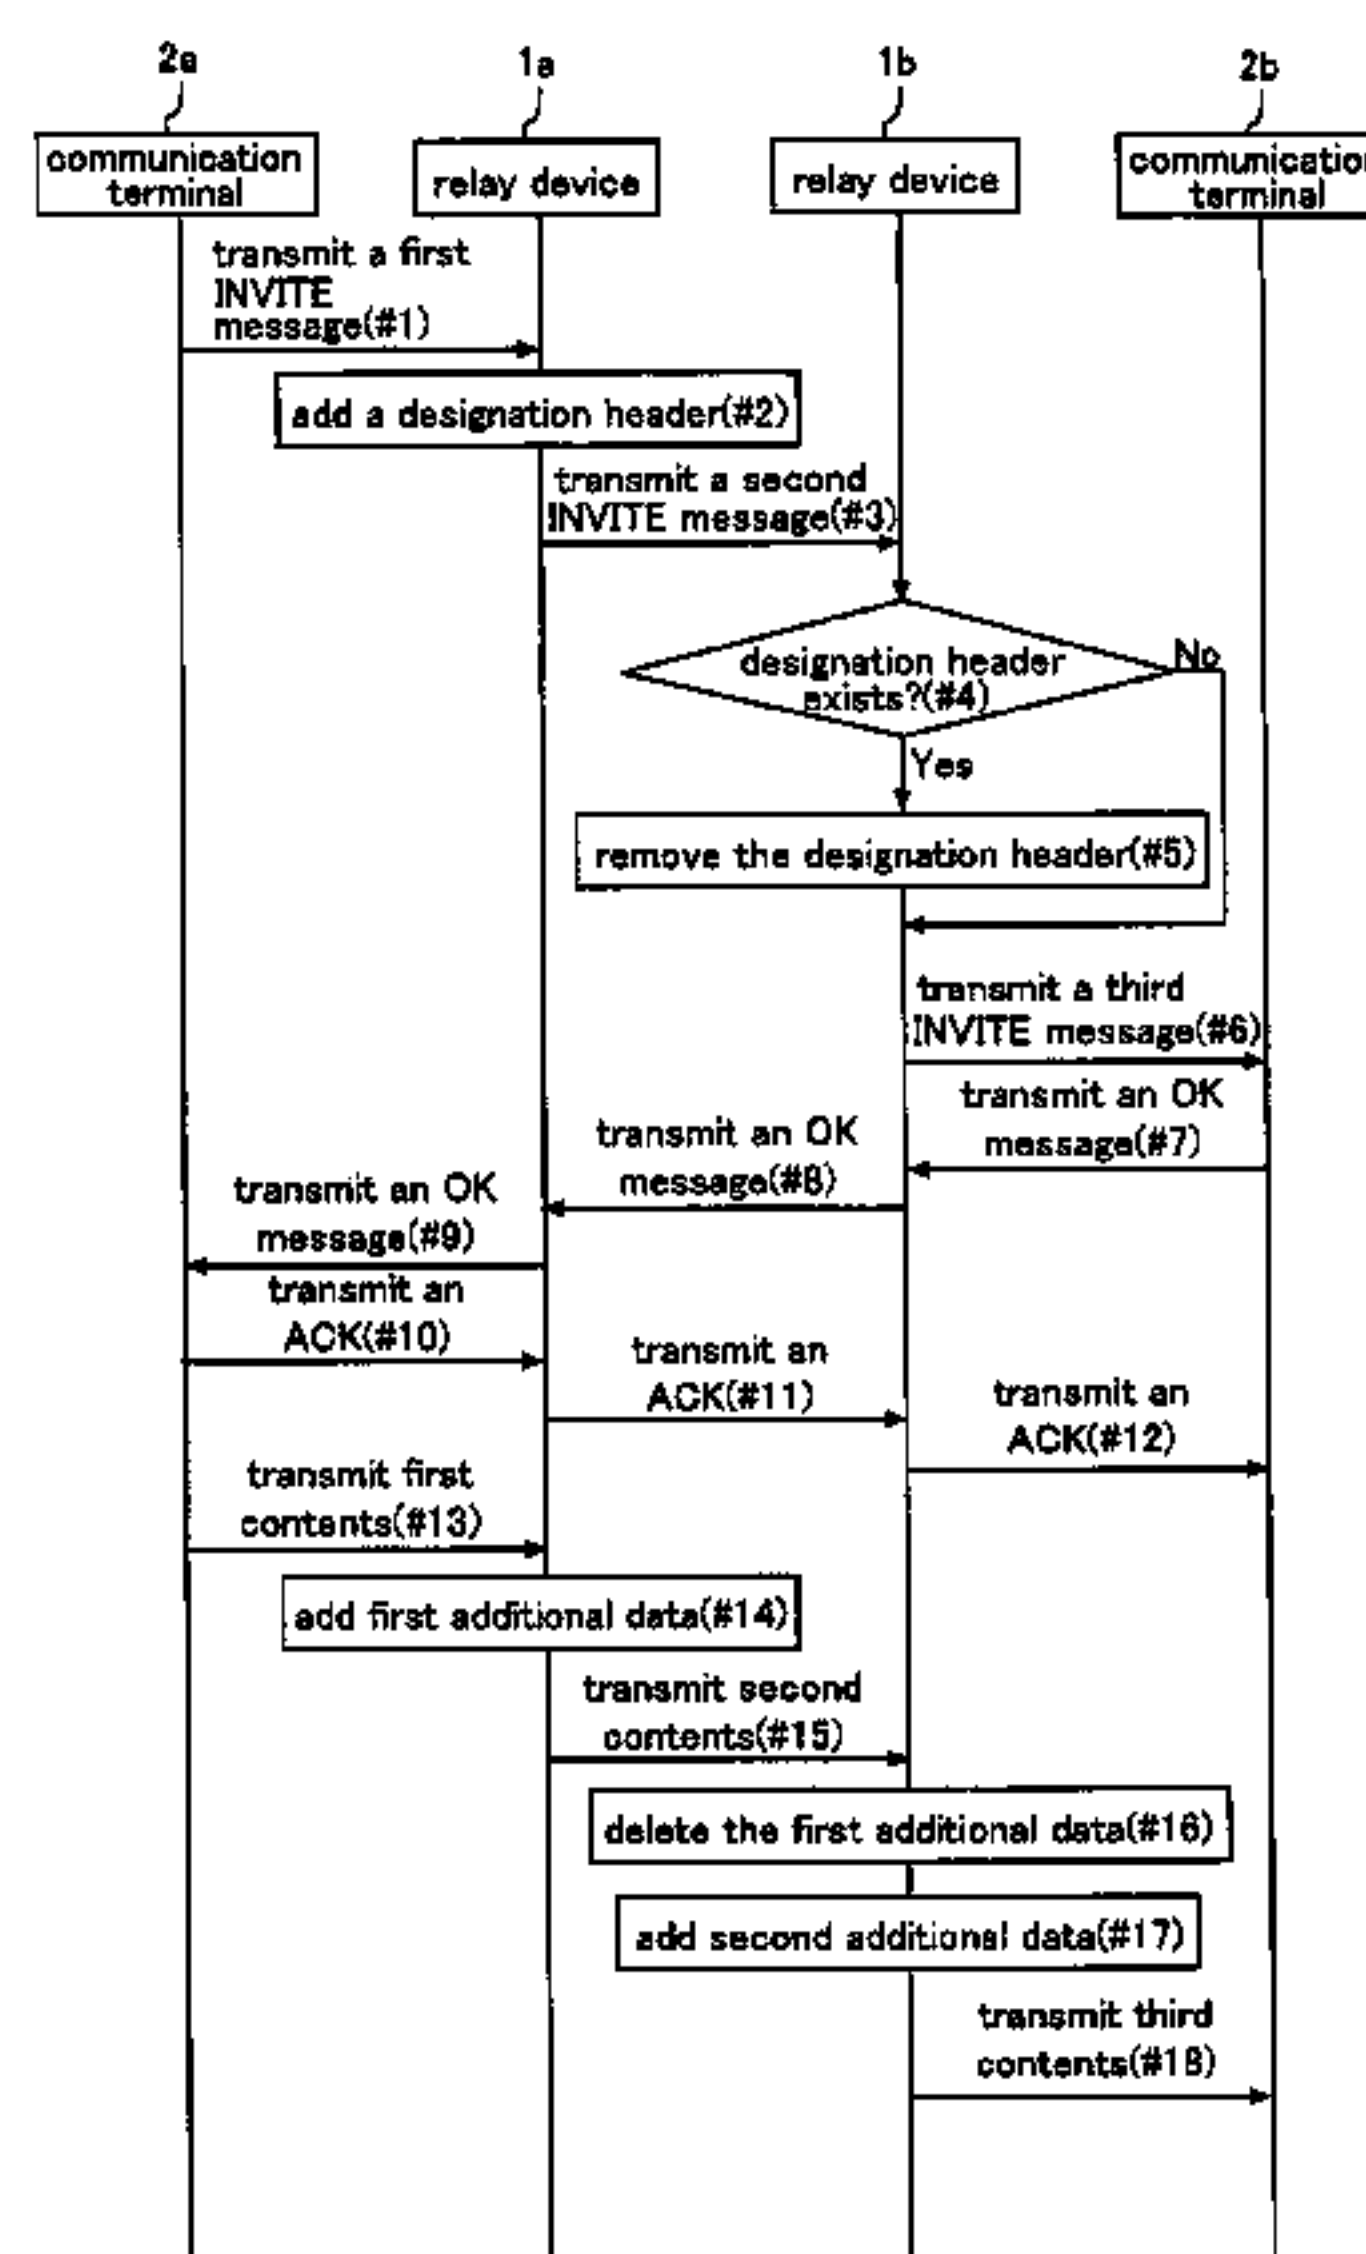 2a
1a
1b
2b
communication
terminal
relay device
relay device
communicatio
terminal
transmit a first
INVITE
message(#1)
add a designation header(#2)
transmit a second
INVITE message(#3)
designation header
exists?(#4)
No
Yes
remove the designation header(#5)
transmit a third
INVITE message(#6)
transmit an OK
message(#7)
transmit an OK
message(#8)
transmit an OK
message(#9)
transmit an
ACK(#10)
transmit an
ACK(#11)
transmit an
ACK(#12)
transmit first
contents(#13)
add first additional data(#14)
transmit second
contents(#15)
delete the first additional data(#16)
add second additional data(#17)
transmit third
contents(#18)